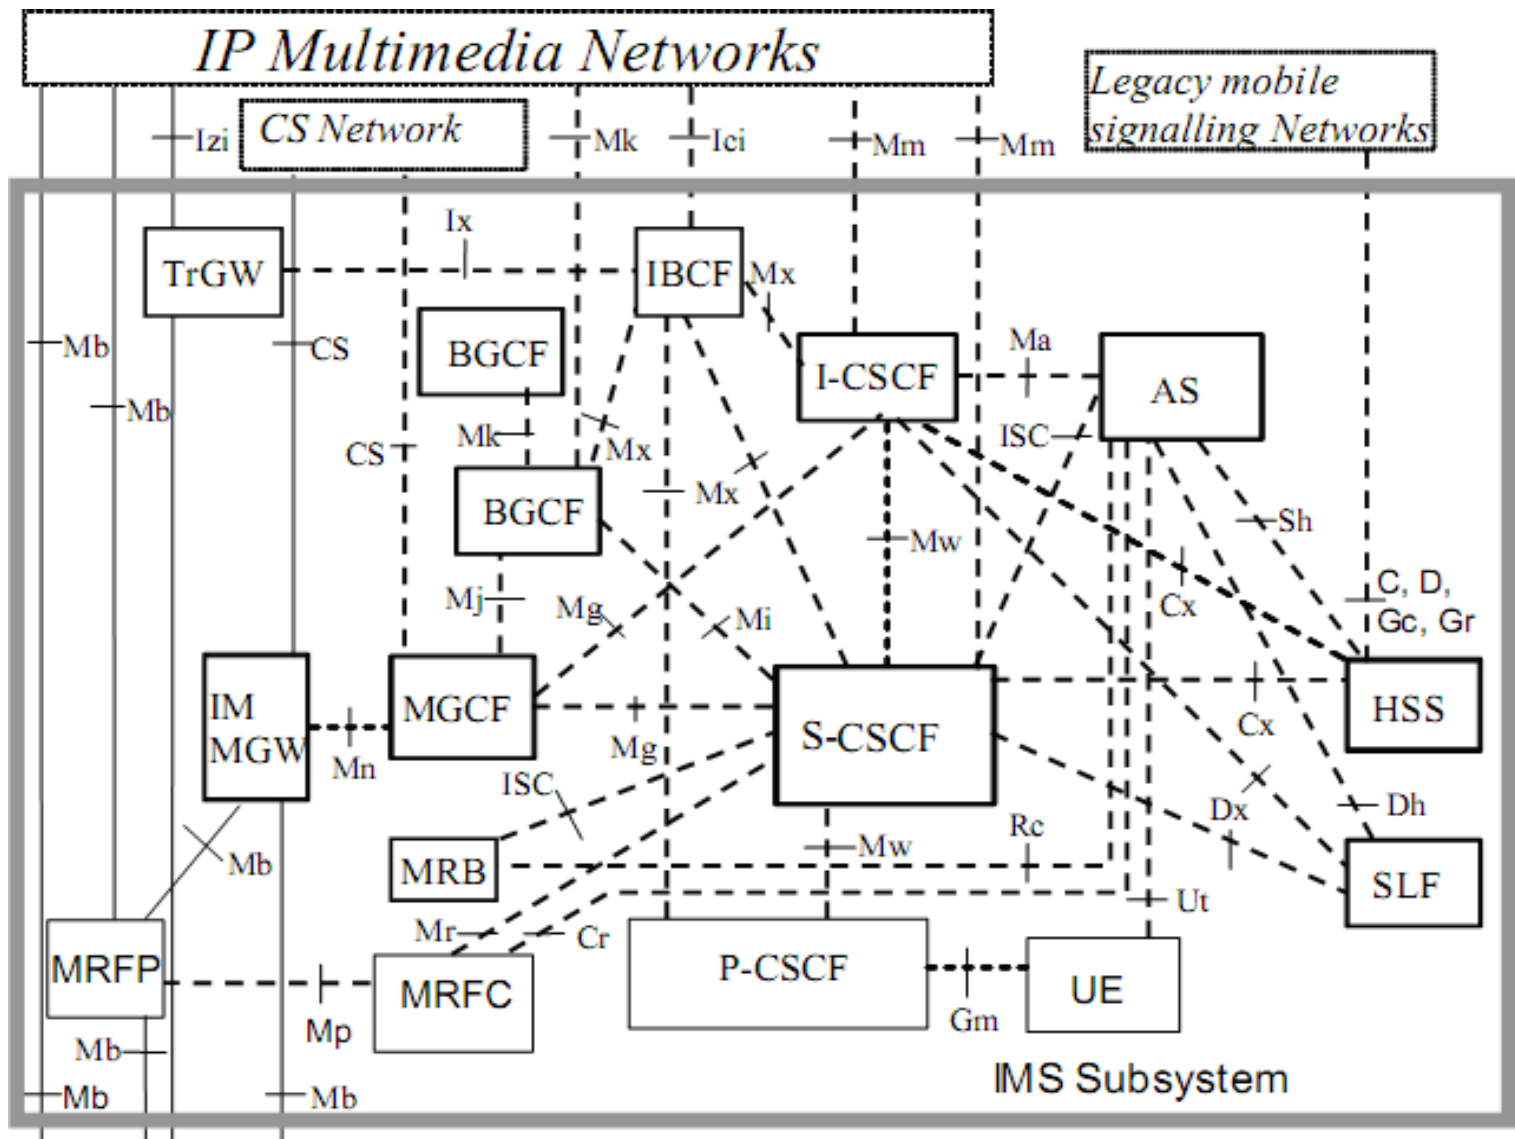 IP Multimedia Networks
Legacy mobile
signalling Networks
CS Network
Izi
Mk
Ici
Mm
Mm
Ix
TrGW
IBCF
Mx
Mb
CS
BGCF
I-CSCF
Ma
AS
Mb
CS
Mk
Mx
ISC
BGCF
Mx
Sh
Mw
Mj
Mg
Mi
Cx
C, D,
Gc, Gr
IM
MGW
MGCF
S-CSCF
HSS
Mn
Mg
Cx
ISC
Mb
MRB
Mw
Rc
Dx
Dh
SLF
Mr
Cr
Ut
MRFP
MRFC
P-CSCF
UE
Mp
Gm
Mb
Mb
Mb
IMS Subsystem